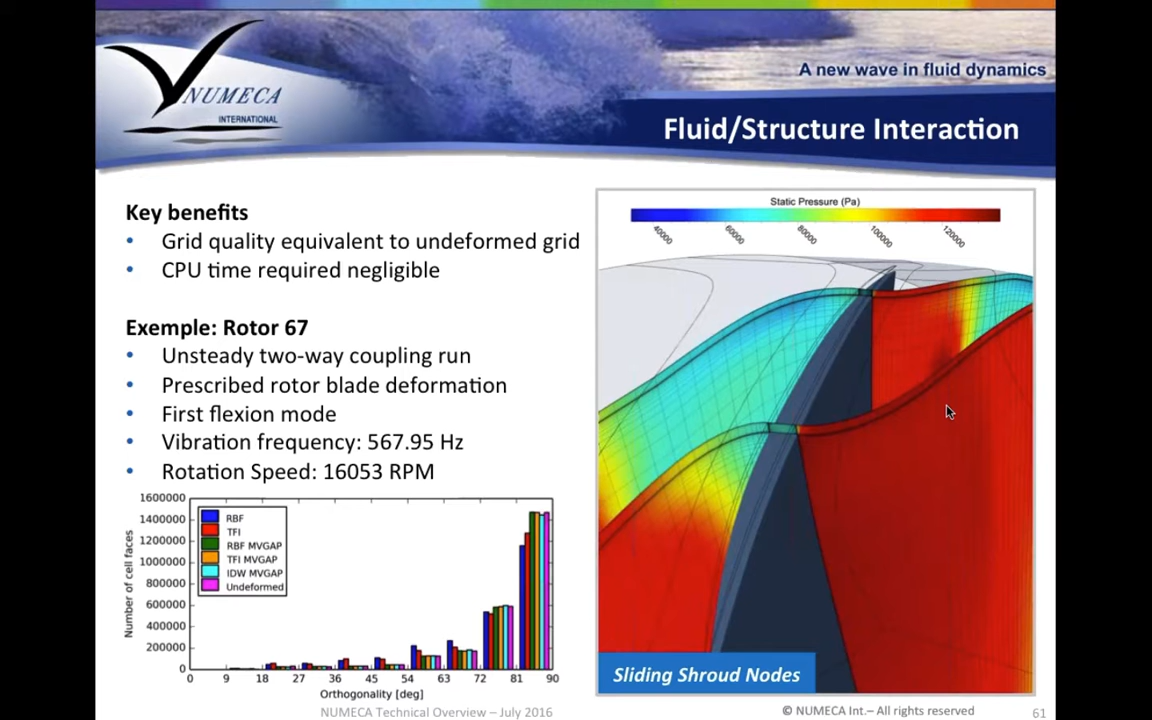 A new wave in fluid dynamics
NUMECA
INTERNATIONAL
Fluid/Structure Interaction
Key benefits
• Grid quality equivalent to undeformed grid
• CPU time required negligible
Exemple: Rotor 67
• Unsteady two-way coupling run
• Prescribed rotor blade deformation
• First flexion mode
• Vibration frequency: 567.95 Hz
• Rotation Speed: 16053 RPM
1600000
1400000
1200000
1000000
800000
600000
400000
200000
0
Number of cell faces
RBF
TFI
RBF MVGAP
TFI MVGAP
IDW MVGAP
Undeformed
0 9 18 27 36 45 54 63 72 81 90
Orthogonality [deg]
Static Pressure (Pa)
40000 60000 80000 100000 120000
Sliding Shroud Nodes
NUMECA Technical Overview – July 2016
© NUMECA Int.– All rights reserved
61